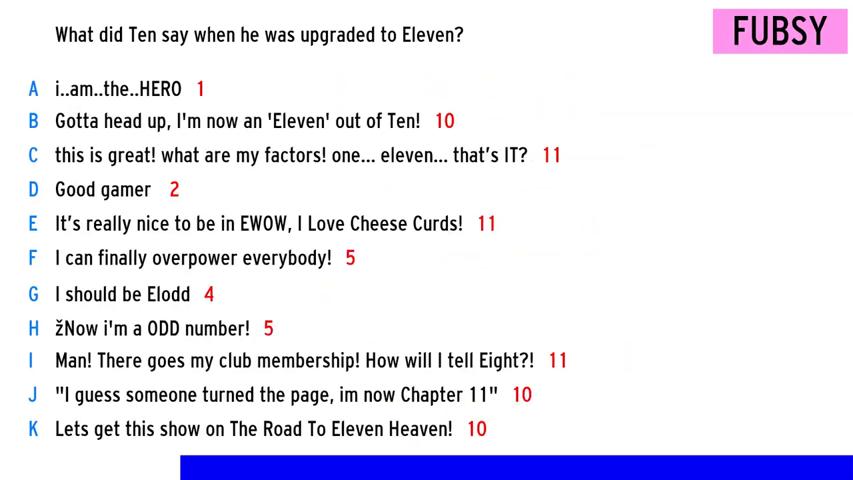 What did Ten say when he was upgraded to Eleven?
FUBSY
A i..am..the..HERO 1
B Gotta head up, I'm now an 'Eleven' out of Ten! 10
C this is great! what are my factors! one... eleven... that's IT? 11
D Good gamer 2
E It's really nice to be in EWOW, I Love Cheese Curds! 11
F I can finally overpower everybody! 5
G I should be Elodd 4
H žNow i'm a ODD number! 5
I Man! There goes my club membership! How will I tell Eight?! 11
J "I guess someone turned the page, im now Chapter 11" 10
K Lets get this show on The Road To Eleven Heaven! 10